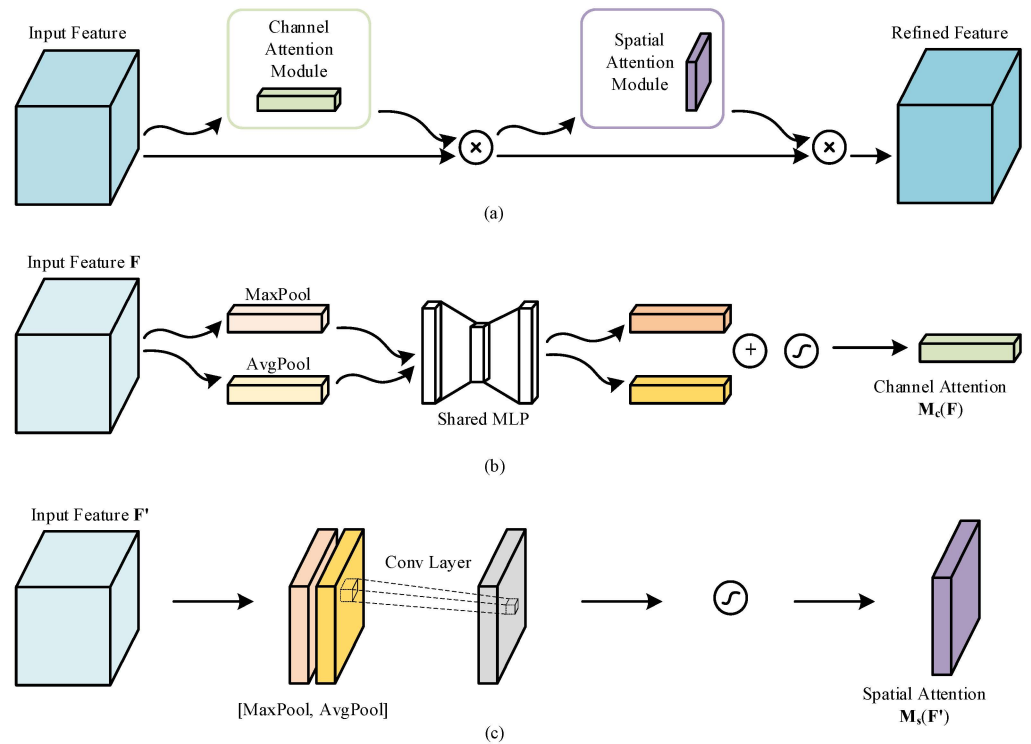 Input Feature
Channel
Attention
Module
Spatial
Attention
Module
Refined Feature
×
×
(a)
Input Feature F
MaxPool
AvgPool
Shared MLP
+
Channel Attention
Mc(F)
(b)
Input Feature F'
Conv Layer
[MaxPool, AvgPool]
Spatial Attention
Ms(F')
(c)